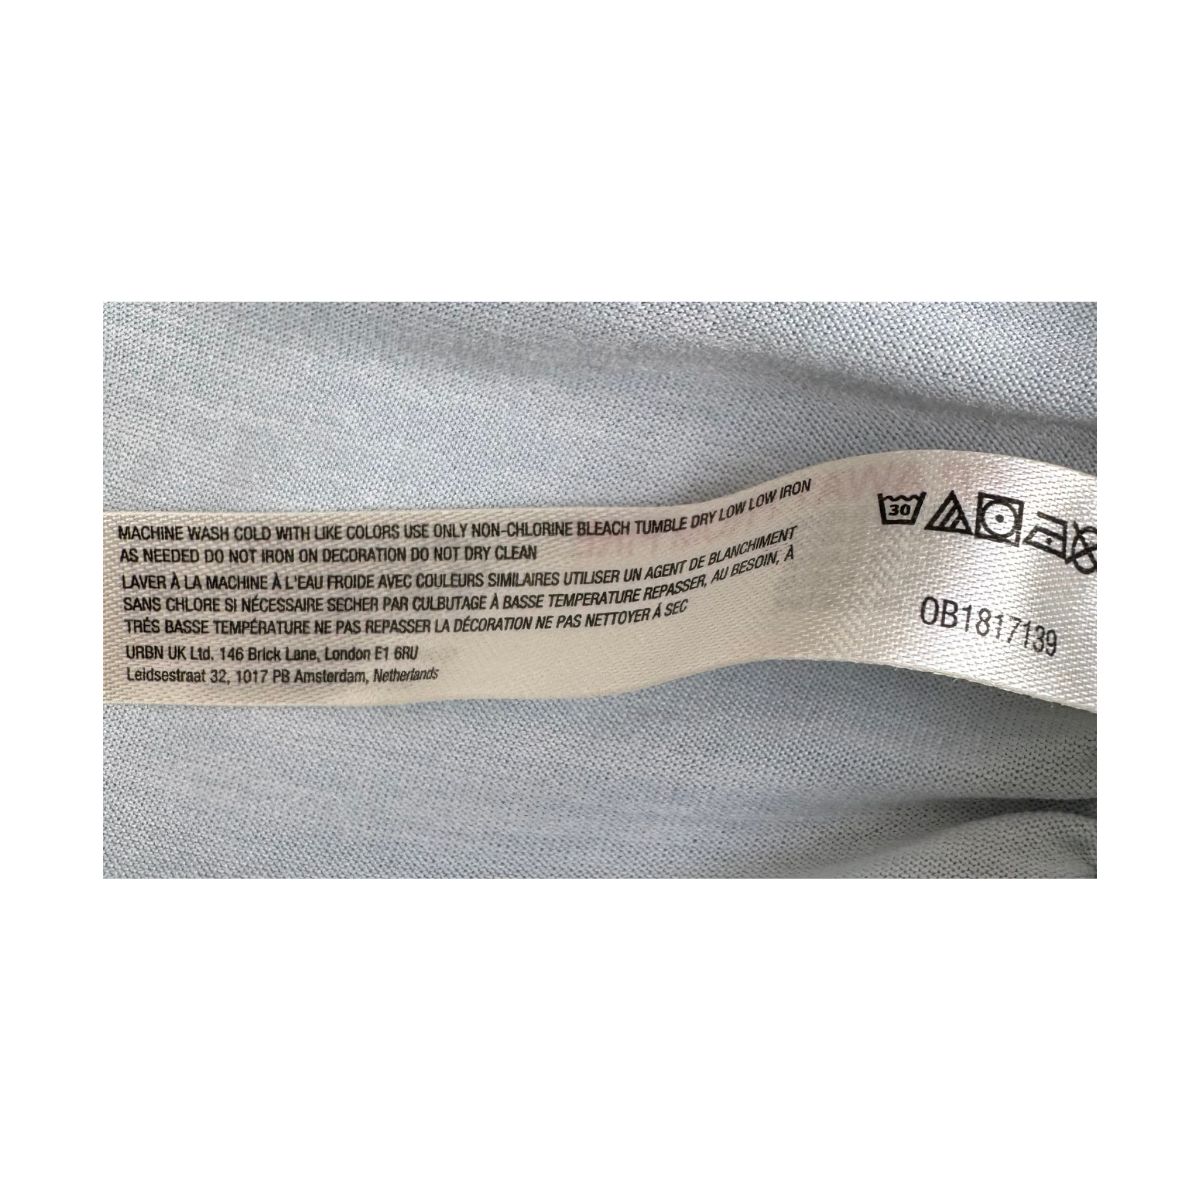 MACHINE WASH COLD WITH LIKE COLORS USE ONLY NON-CHLORINE BLEACH TUMBLE DRY LOW LOW IRON
AS NEEDED DO NOT IRON ON DECORATION DO NOT DRY CLEAN
LAVER À LA MACHINE À L'EAU FROIDE AVEC COULEURS SIMILAIRES UTILISER UN AGENT DE BLANCHIMENT
SANS CHLORE SI NÉCESSAIRE SECHER PAR CULBUTAGE À BASSE TEMPERATURE REPASSER, AU BESOIN, À
TRÉS BASSE TEMPÉRATURE NE PAS REPASSER LA DÉCORATION NE PAS NETTOYER À SEC
URBN UK Ltd. 146 Brick Lane, London E1 6RU
Leidsestraat 32, 1017 PB Amsterdam, Netherlands
30
OB1817139